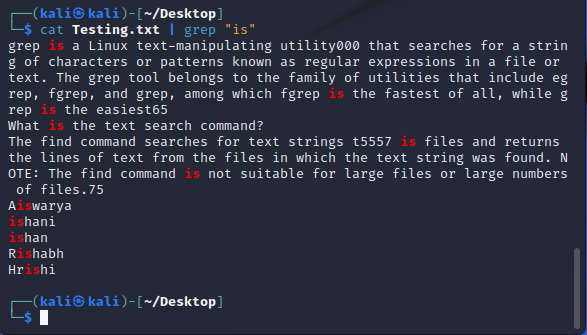 ┌──(kali㉿kali)-[~/Desktop]
└─$ cat Testing.txt | grep "is"
grep is a Linux text-manipulating utility000 that searches for a strin
g of characters or patterns known as regular expressions in a file or
text. The grep tool belongs to the family of utilities that include eg
rep, fgrep, and grep, among which fgrep is the fastest of all, while g
rep is the easiest65
What is the text search command?
The find command searches for text strings t5557 is files and returns
the lines of text from the files in which the text string was found. N
OTE: The find command is not suitable for large files or large numbers
 of files.75
Aiswarya
ishani
ishan
Rishabh
Hrishi
┌──(kali㉿kali)-[~/Desktop]
└─$